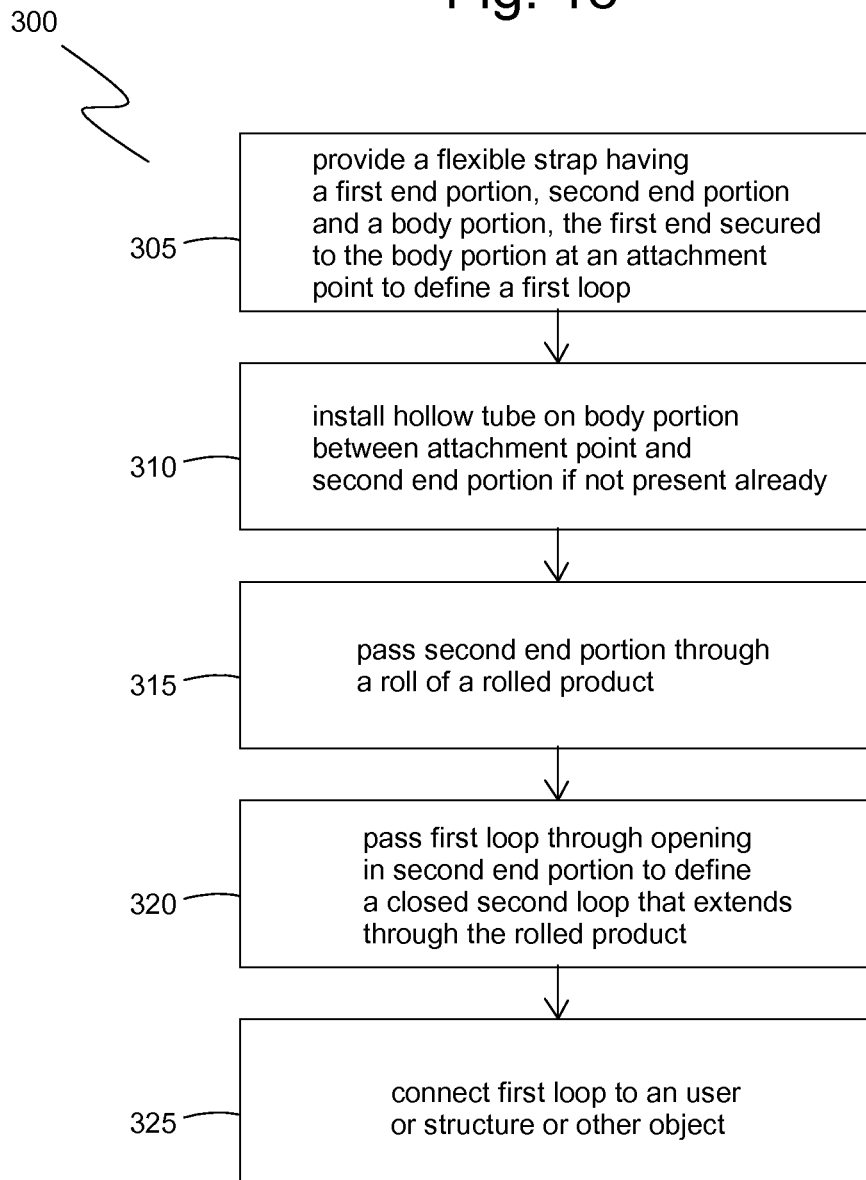 Fig.
300
provide a flexible strap having
a first end portion, second end portion
and a body portion, the first end secured
to the body portion at an attachment
point to define a first loop
305
install hollow tube on body portion
between attachment point and
second end portion if not present already
310
pass second end portion through
a roll of a rolled product
315
pass first loop through opening
in second end portion to define
a closed second loop that extends
through the rolled product
320
connect first loop to an user
or structure or other object
325